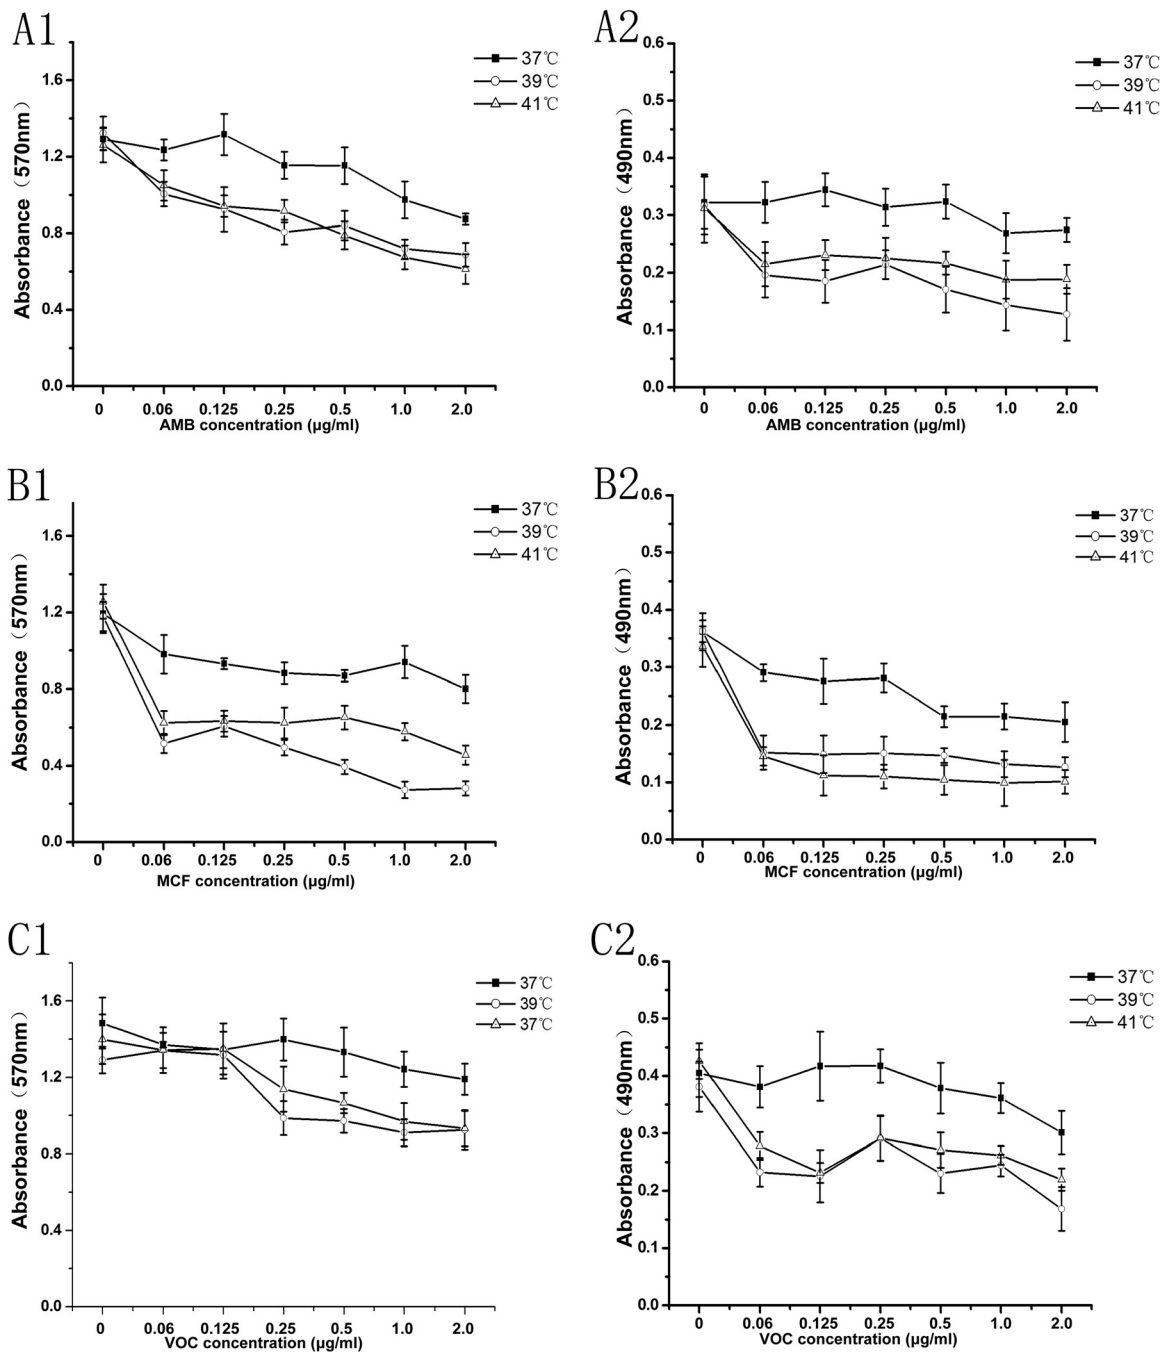 A1
37℃
39℃
41℃
Absorbance（570nm）
1.6
1.2
0.8
0.4
0.0
0 0.06 0.125 0.25 0.5 1.0 2.0
AMB concentration (μg/ml)
A2
37℃
39℃
41℃
Absorbance（490nm）
0.6
0.5
0.4
0.3
0.2
0.1
0.0
0 0.06 0.125 0.25 0.5 1.0 2.0
AMB concentration (μg/ml)
B1
37℃
39℃
41℃
Absorbance（570nm）
1.6
1.2
0.8
0.4
0.0
0 0.06 0.125 0.25 0.5 1.0 2.0
MCF concentration (μg/ml)
B2
37℃
39℃
41℃
Absorbance（490nm）
0.6
0.5
0.4
0.3
0.2
0.1
0.0
0 0.06 0.125 0.25 0.5 1.0 2.0
MCF concentration (μg/ml)
C1
37℃
39℃
37℃
Absorbance（570nm）
1.6
1.2
0.8
0.4
0.0
0 0.06 0.125 0.25 0.5 1.0 2.0
VOC concentration (μg/ml)
C2
37℃
39℃
41℃
Absorbance（490nm）
0.6
0.5
0.4
0.3
0.2
0.1
0.0
0 0.06 0.125 0.25 0.5 1.0 2.0
VOC concentration (μg/ml)